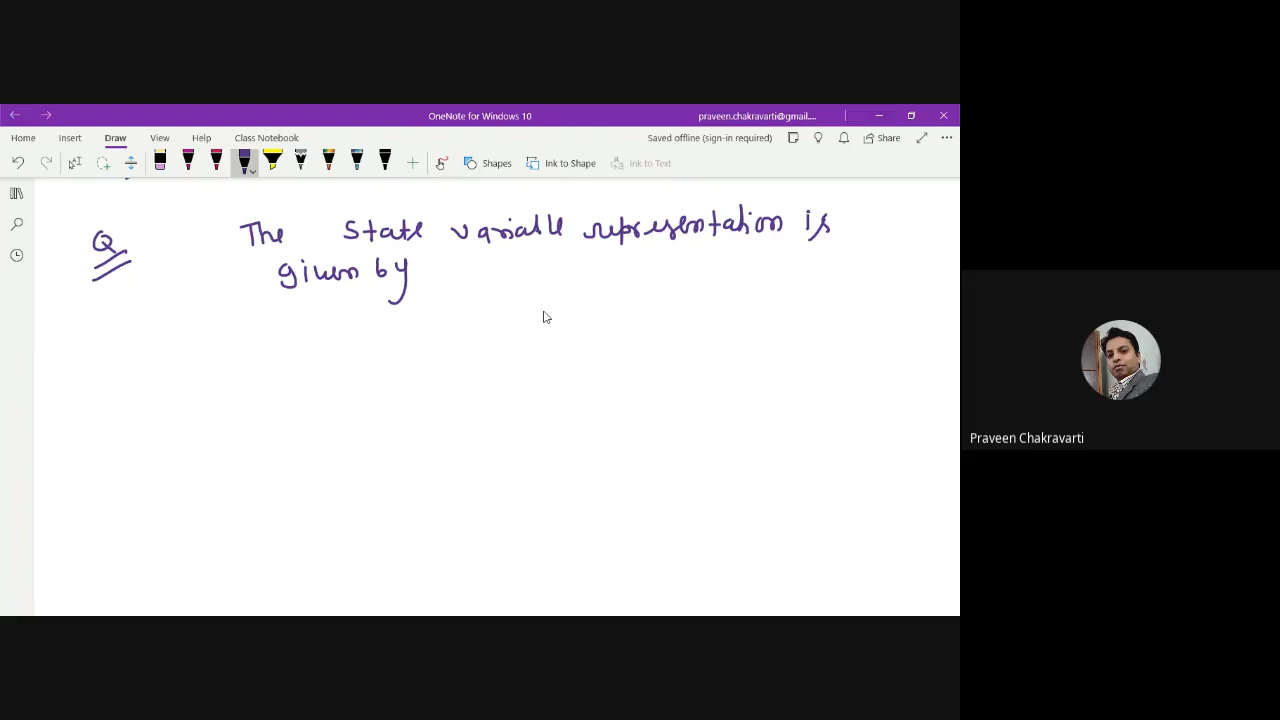 OneNote for Windows 10
praveen.chakravarti@gmail....
Home Insert Draw View Help Class Notebook
Saved offline (sign-in required)
Share
Shapes
Ink to Shape
Ink to Text
Q The State variable representation is
given by
Praveen Chakravarti